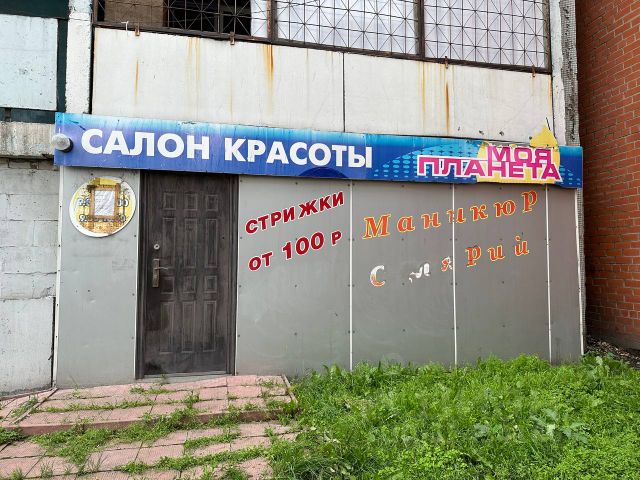 САЛОН КРАСОТЫ
МОЯ
ПЛАНЕТА
СТРИЖКИ
ОТ 100 Р
Маникюр